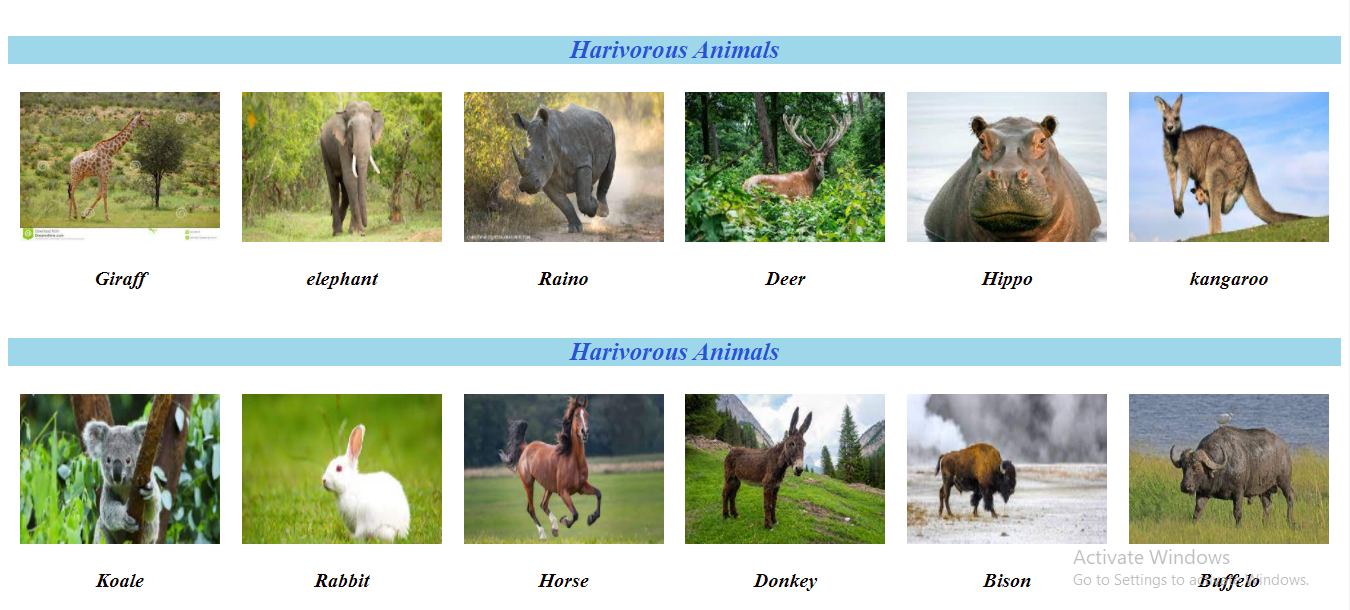 Harivorous Animals
Giraff elephant Raino Deer Hippo kangaroo
Harivorous Animals
Koale Rabbit Horse Donkey Bison Buffelo
Activate Windows
Go to Settings to activate Windows.